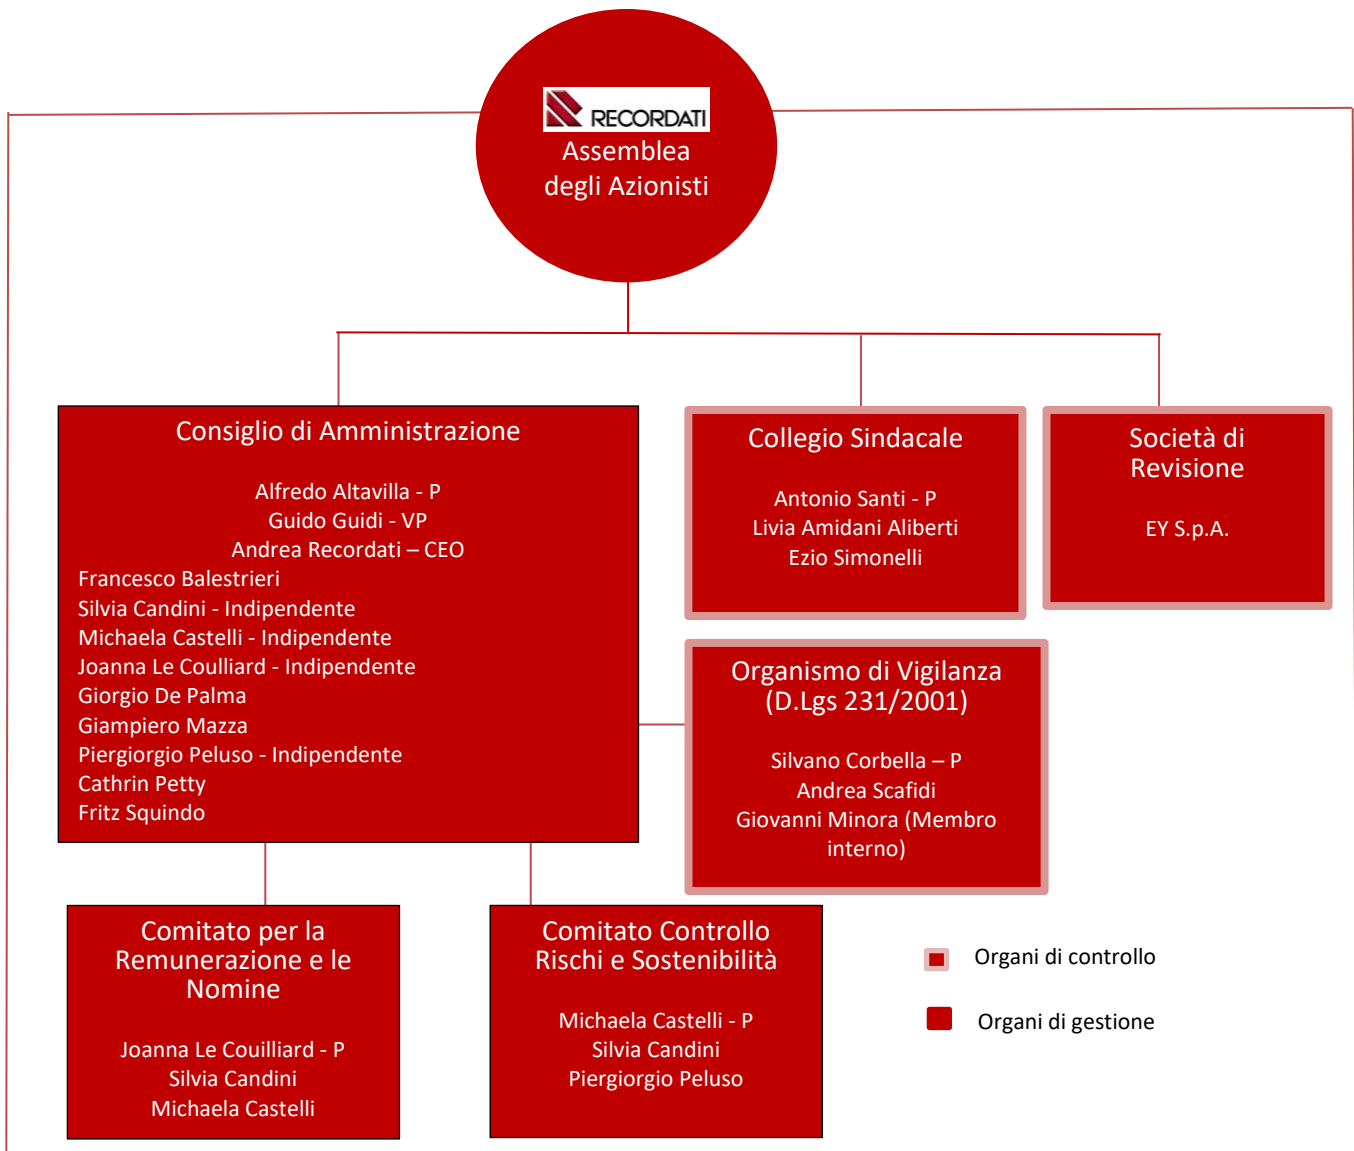 RECORDATI
Assemblea
degli Azionisti
Consiglio di Amministrazione
Alfredo Altavilla - P
Guido Guidi - VP
Andrea Recordati – CEO
Francesco Balestrieri
Silvia Candini - Indipendente
Michaela Castelli - Indipendente
Joanna Le Coulliard - Indipendente
Giorgio De Palma
Giampiero Mazza
Piergiorgio Peluso - Indipendente
Cathrin Petty
Fritz Squindo
Collegio Sindacale
Antonio Santi - P
Livia Amidani Aliberti
Ezio Simonelli
Società di
Revisione
EY S.p.A.
Organismo di Vigilanza
(D.Lgs 231/2001)
Silvano Corbella – P
Andrea Scafidi
Giovanni Minora (Membro
interno)
Comitato per la
Remunerazione e le
Nomine
Joanna Le Couilliard - P
Silvia Candini
Michaela Castelli
Comitato Controllo
Rischi e Sostenibilità
Michaela Castelli - P
Silvia Candini
Piergiorgio Peluso
Organi di controllo
Organi di gestione